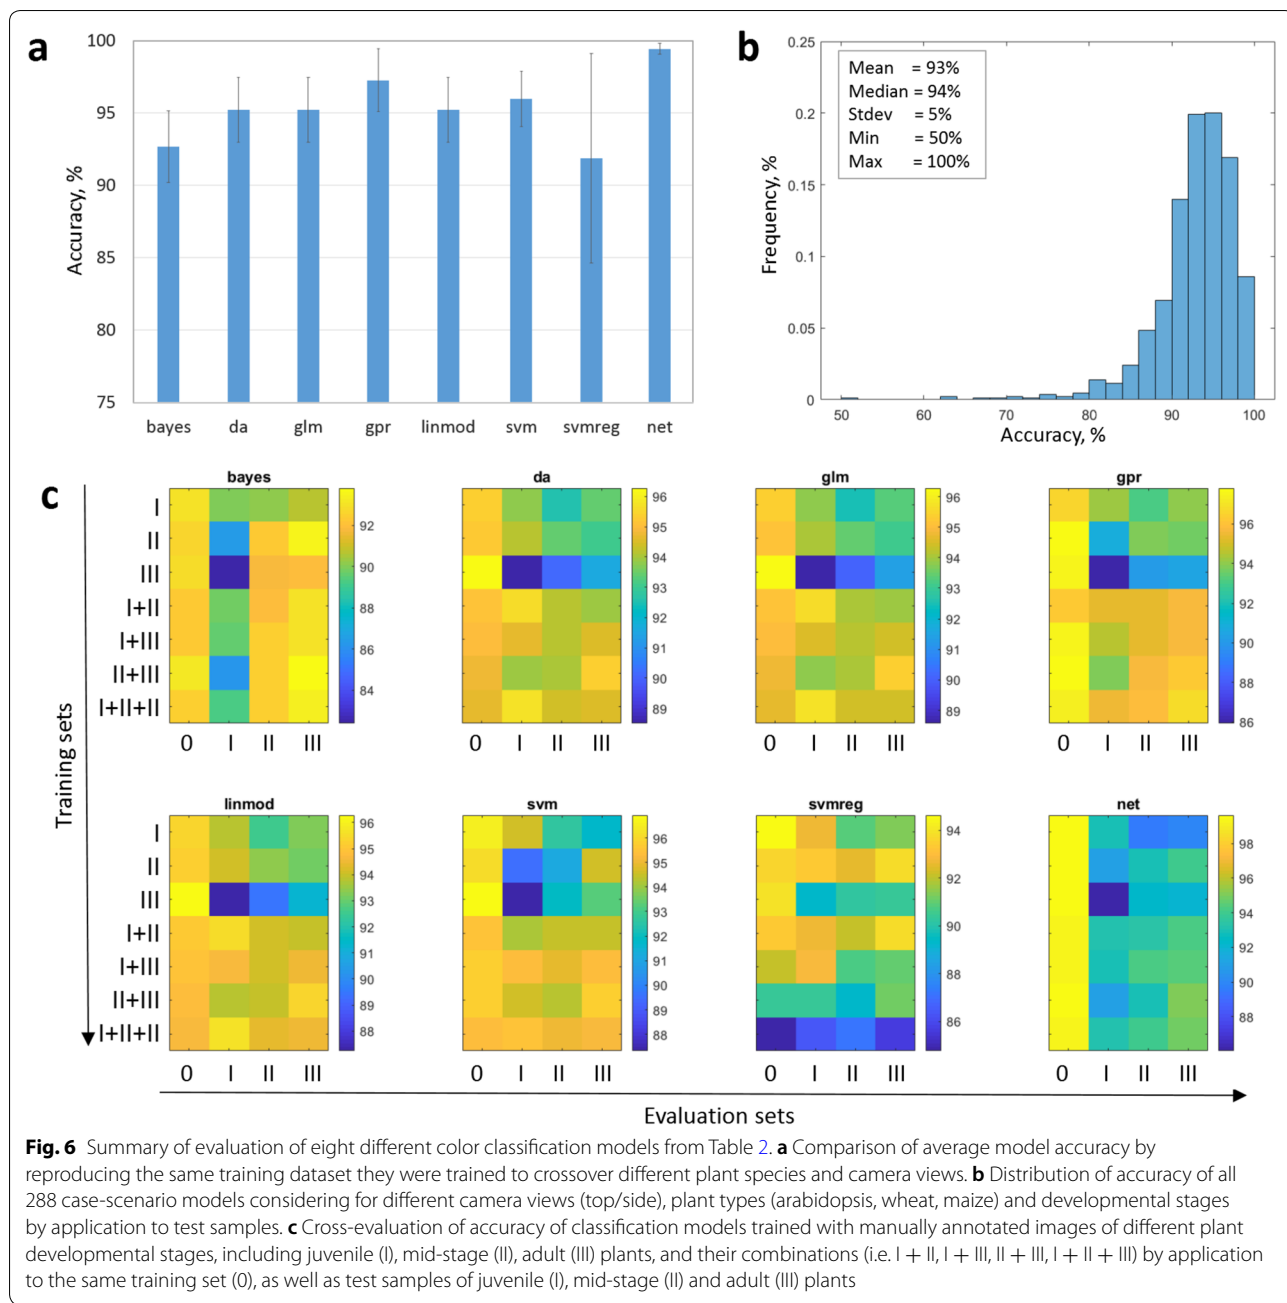 a
100
95
90
85
80
75
Accuracy, %
bayes da glm gpr linmod svm svmreg net
b
0.25
0.2
0.15
0.1
0.05
0
Frequency, %
Mean = 93%
Median = 94%
Stdev = 5%
Min = 50%
Max = 100%
50 60 70 80 90 100
Accuracy, %
c
Training sets
bayes
I
II
III
I+II
I+III
II+III
I+II+II
92
90
88
86
84
0 I II III
da
96
95
94
93
92
91
90
89
0 I II III
glm
96
95
94
93
92
91
90
89
0 I II III
gpr
96
94
92
90
88
86
0 I II III
linmod
I
II
III
I+II
I+III
II+III
I+II+II
96
95
94
93
92
91
90
89
88
0 I II III
svm
96
95
94
93
92
91
90
89
88
0 I II III
svmreg
94
92
90
88
86
0 I II III
net
98
96
94
92
90
88
86
0 I II III
Evaluation sets
Fig. 6 Summary of evaluation of eight different color classification models from Table 2. a Comparison of average model accuracy by
reproducing the same training dataset they were trained to crossover different plant species and camera views. b Distribution of accuracy of all
288 case-scenario models considering for different camera views (top/side), plant types (arabidopsis, wheat, maize) and developmental stages
by application to test samples. c Cross-evaluation of accuracy of classification models trained with manually annotated images of different plant
developmental stages, including juvenile (I), mid-stage (II), adult (III) plants, and their combinations (i.e. I + II, I + III, II + III, I + II + III) by application
to the same training set (0), as well as test samples of juvenile (I), mid-stage (II) and adult (III) plants